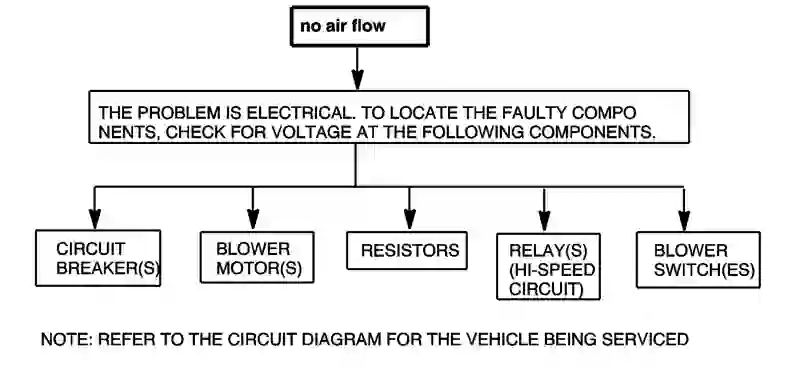 no air flow
THE PROBLEM IS ELECTRICAL. TO LOCATE THE FAULTY COMPO
NENTS, CHECK FOR VOLTAGE AT THE FOLLOWING COMPONENTS.
CIRCUIT
BREAKER(S)
BLOWER
MOTOR(S)
RESISTORS
RELAY(S)
(HI-SPEED
CIRCUIT)
BLOWER
SWITCH(ES)
NOTE: REFER TO THE CIRCUIT DIAGRAM FOR THE VEHICLE BEING SERVICED